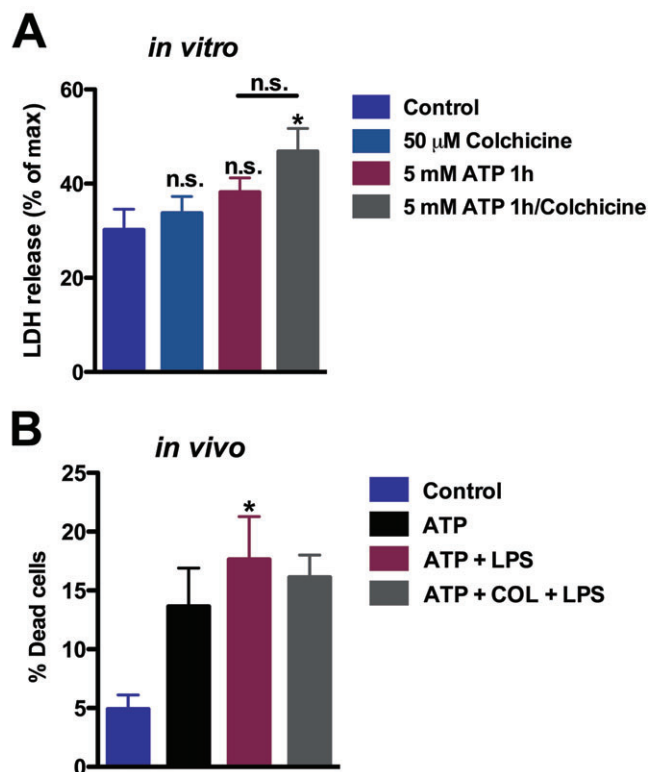 A
in vitro
LDH release (% of max)
60
40
20
0
n.s.
n.s.
n.s.
*
Control
50 μM Colchicine
5 mM ATP 1h
5 mM ATP 1h/Colchicine
B
in vivo
% Dead cells
25
20
15
10
5
0
*
Control
ATP
ATP + LPS
ATP + COL + LPS